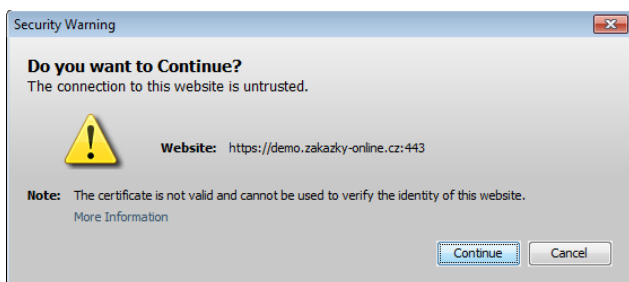 Security Warning
Do you want to Continue?
The connection to this website is untrusted.
Website: https://demo.zakazky-online.cz:443
Note: The certificate is not valid and cannot be used to verify the identity of this website.
More Information
Continue Cancel